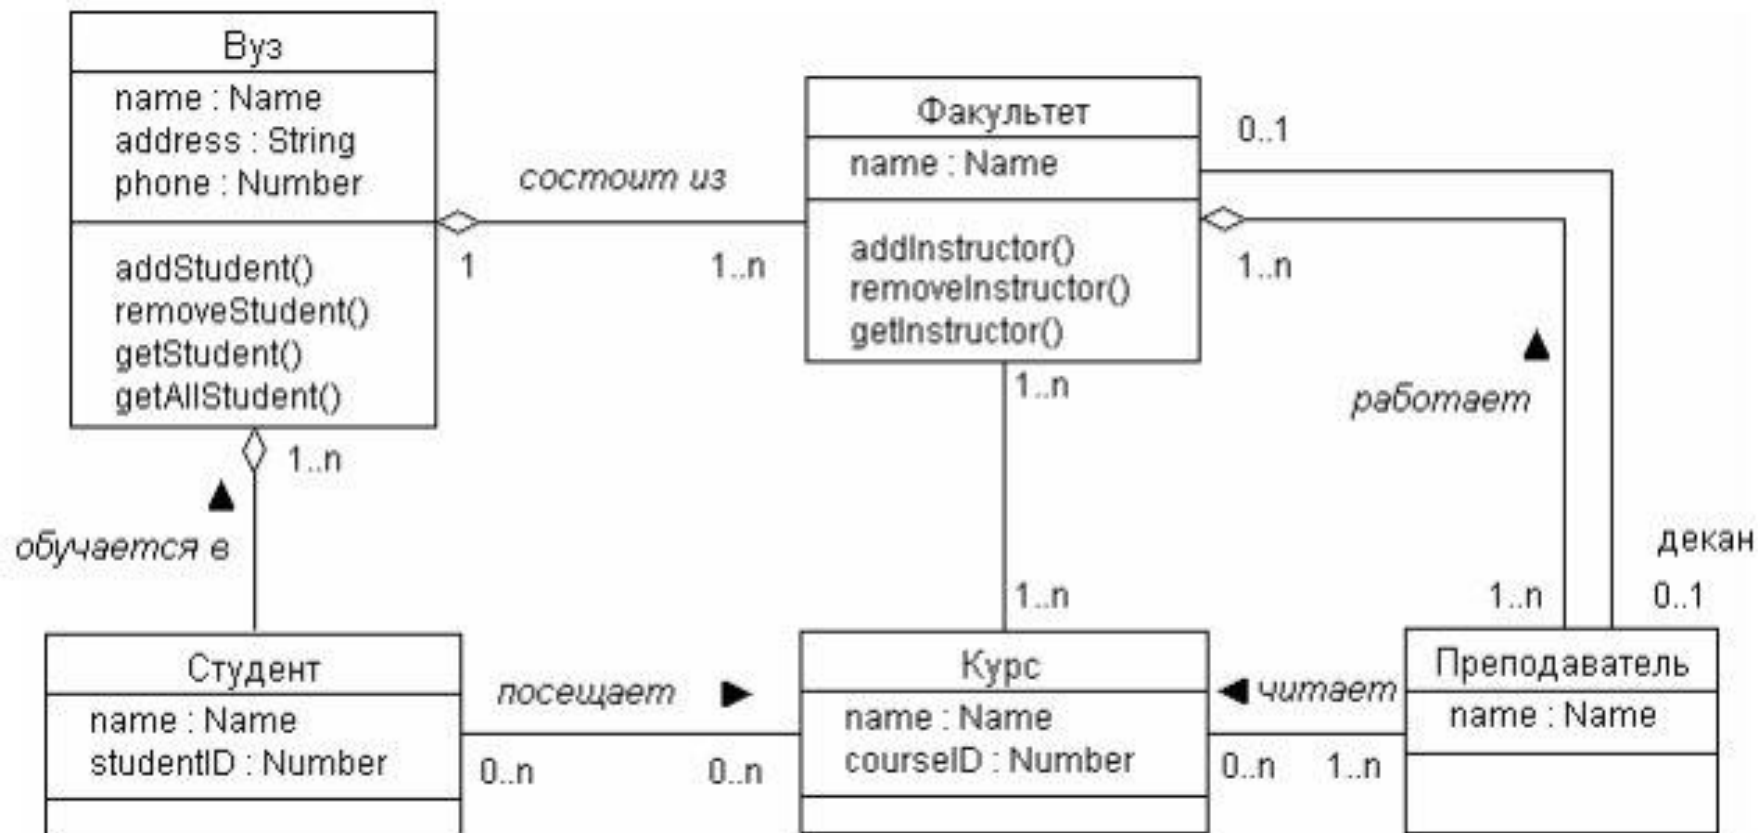 Вуз
name : Name
address : String
phone : Number
addStudent()
removeStudent()
getStudent()
getAllStudent()
состоит из
1
1..n
Факультет
name : Name
addInstructor()
removeInstructor()
getInstructor()
0..1
1..n
работает
1..n
обучается в
1..n
1..n
декан
1..n
0..1
Студент
name : Name
studentID : Number
посещает
0..n
0..n
Курс
name : Name
courseID : Number
читает
0..n
1..n
Преподаватель
name : Name